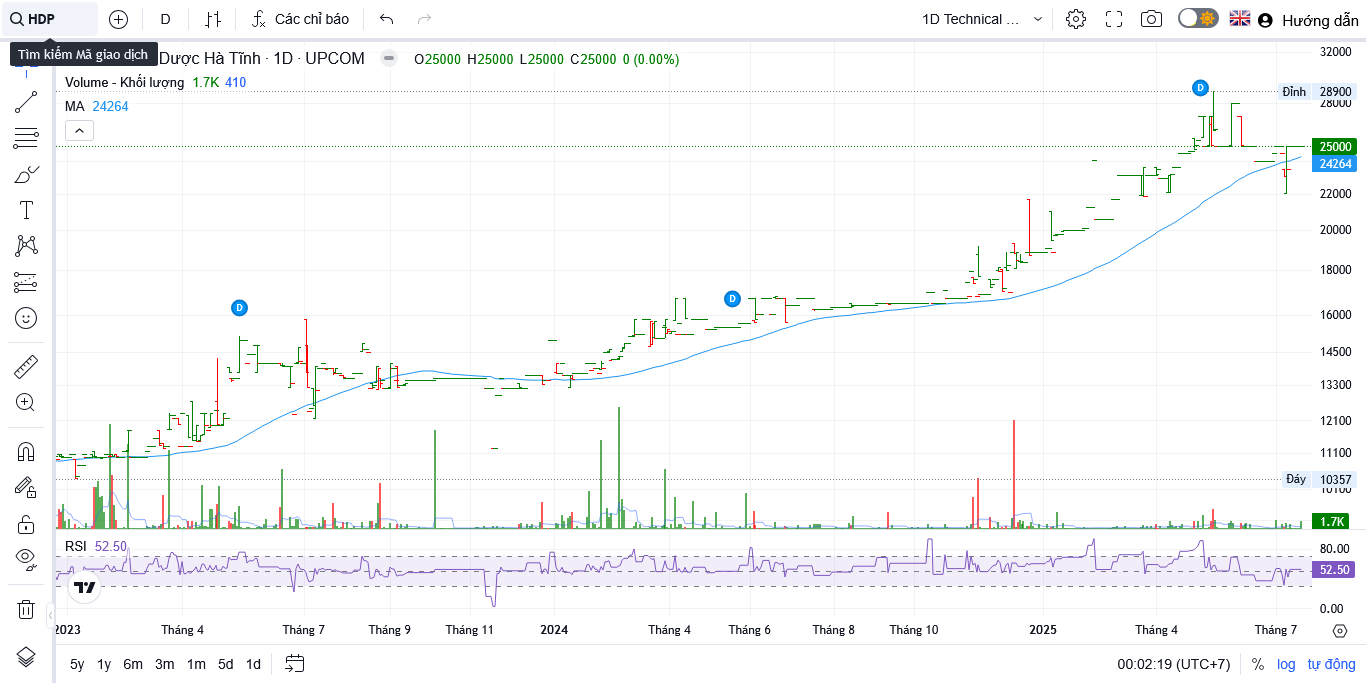 HDP
D
Các chỉ báo
1D Technical ...
Hướng dẫn
Tìm kiếm Mã giao dịch
Dược Hà Tĩnh · 1D · UPCOM
O25000 H25000 L25000 C25000 0 (0.00%)
Volume - Khối lượng 1.7K 410
MA 24264
32000
D
Đỉnh 28900
28000
25000
24264
22000
20000
18000
D
D
16000
14500
13300
12100
11100
Đáy 10357
10100
1.7K
RSI 52.50
80.00
52.50
0.00
2023 Tháng 4 Tháng 7 Tháng 9 Tháng 11 2024 Tháng 4 Tháng 6 Tháng 8 Tháng 10 2025 Tháng 4 Tháng 7
5y 1y 6m 3m 1m 5d 1d
00:02:19 (UTC+7) % log tự động